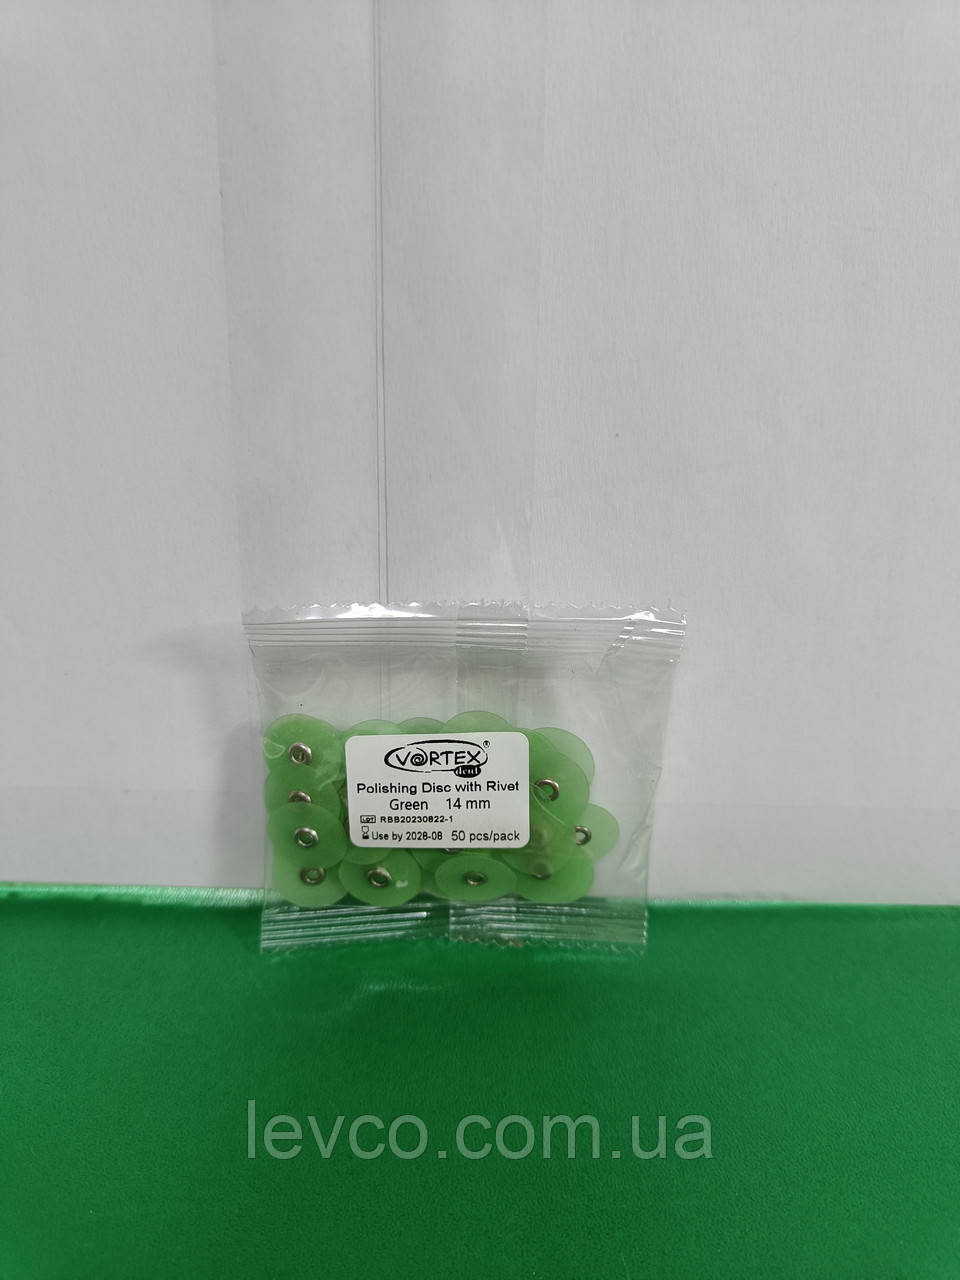 VORTEX®
dent
Polishing Disc with Rivet
Green 14 mm
LOT RBB20230822-1
Use by 2028-08 50 pcs/pack
levco.com.ua